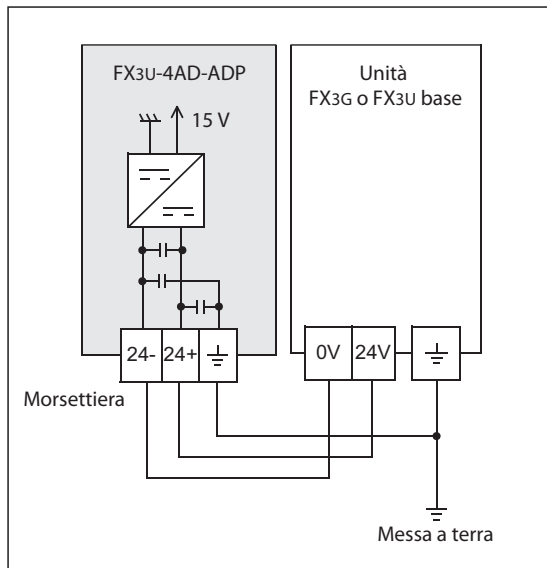 FX3U-4AD-ADP
Unità
FX3G o FX3U base
15 V
24-
24+
0V
24V
Morsettiera
Messa a terra